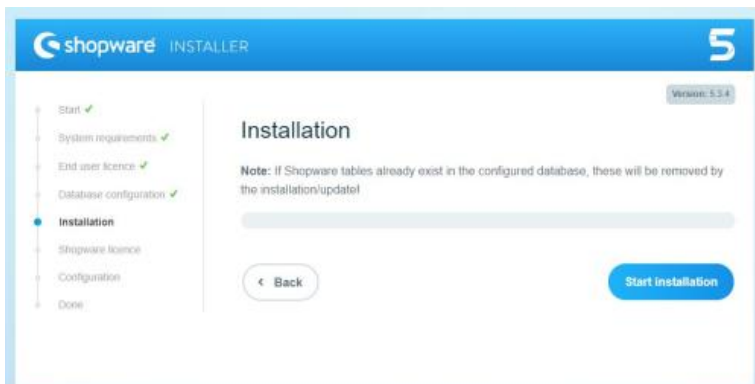 shopware INSTALLER
5
Version: 5.3.4
Start
System requirements
End user licence
Database configuration
Installation
Shopware licence
Configuration
Done
Installation
Note: If Shopware tables already exist in the configured database, these will be removed by
the installation/update!
Back
Start installation